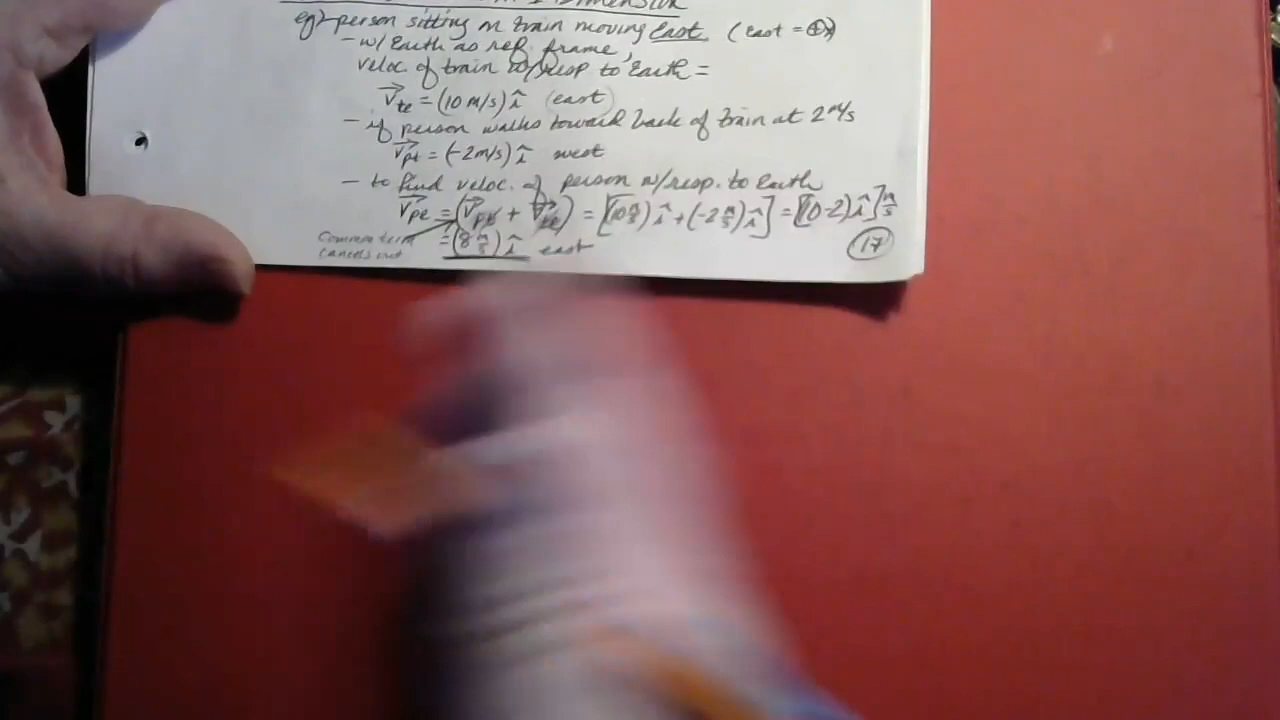 eg) person sitting on train moving East (east = ⊕x)
- w/ Earth as ref. frame,
veloc of train w/resp to Earth =
v⃗te = (10 m/s) î (east)
- if person walks toward back of train at 2 m/s
v⃗pt = (-2m/s) î west
- to find veloc. of person w/resp. to Earth
v⃗pe = (v⃗pt + v⃗te) = [(10 m/s) î + (-2 m/s) î] = [(10-2) î] m/s
Common term
cancels out
= (8 m/s) î east
17